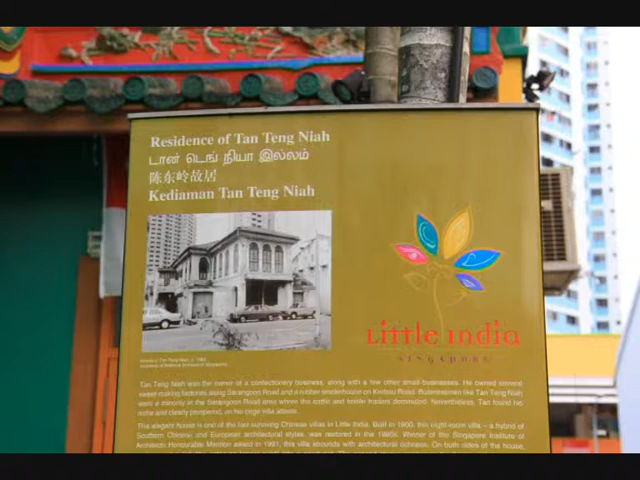 Residence of Tan Teng Niah
டான் டெங் நியா இல்லம்
陈东岭故居
Kediaman Tan Teng Niah
Little India
SINGAPORE
Tan Teng Niah was the owner of a confectionery business, along with a few other small businesses. He owned several
sweet-making factories along Serangoon Road and a rubber smokehouse on Kerbau Road. Businessmen like Tan Teng Niah
were a minority at the Serangoon Road area where the cattle and textile traders dominated. Nevertheless, Tan found his
niche and clearly prospered, as his large villa attests.
This elegant house is one of the last surviving Chinese villas in Little India. Built in 1900, this eight-room villa – a hybrid of
Southern Chinese and European architectural styles, was restored in the 1980s. Winner of the Singapore Institute of
Architects Honourable Mention award in 1991, this villa abounds with architectural richness. On both sides of the house,